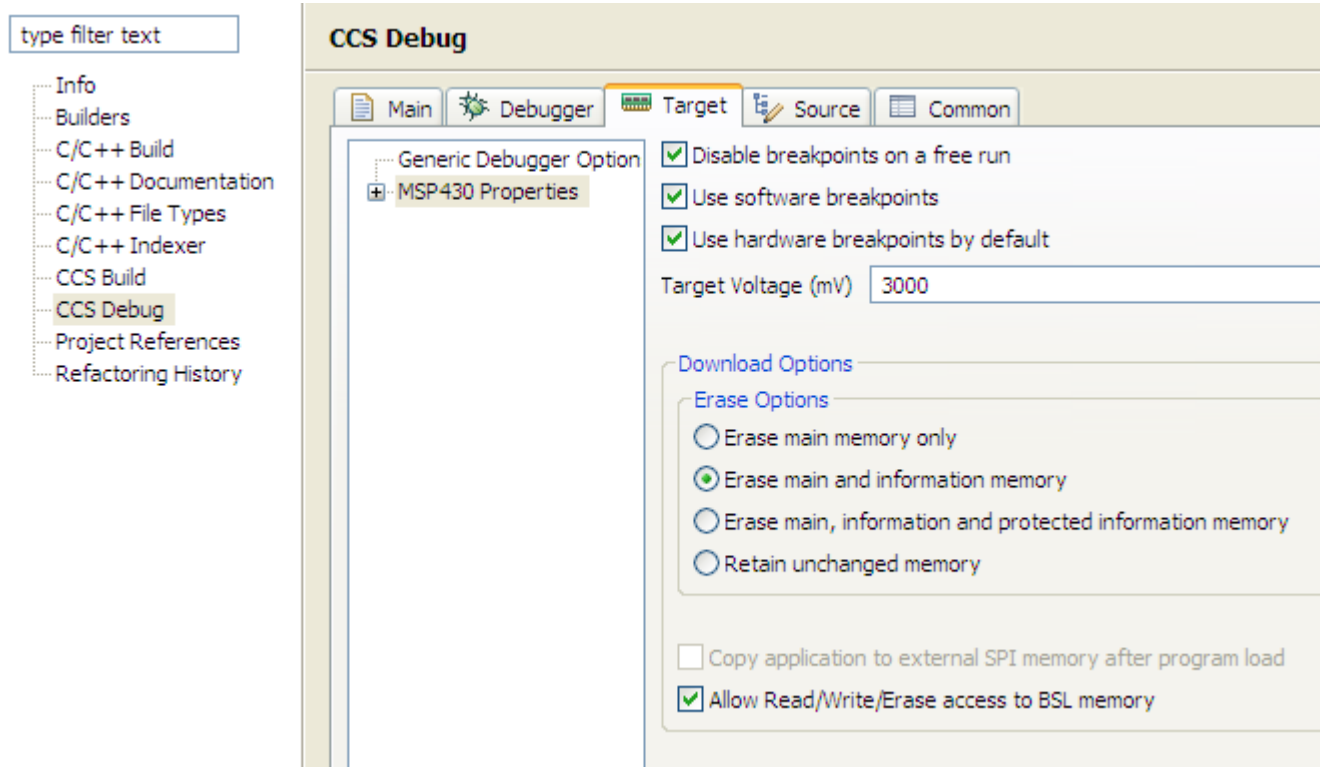 type filter text
Info
Builders
C/C++ Build
C/C++ Documentation
C/C++ File Types
C/C++ Indexer
CCS Build
CCS Debug
Project References
Refactoring History
CCS Debug
Main
Debugger
Target
Source
Common
Generic Debugger Option
MSP430 Properties
Disable breakpoints on a free run
Use software breakpoints
Use hardware breakpoints by default
Target Voltage (mV) 3000
Download Options
Erase Options
Erase main memory only
Erase main and information memory
Erase main, information and protected information memory
Retain unchanged memory
Copy application to external SPI memory after program load
Allow Read/Write/Erase access to BSL memory